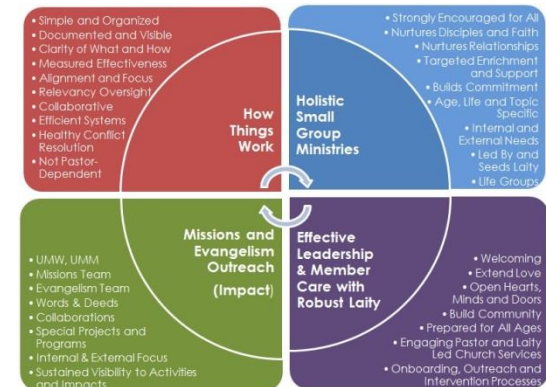 • Simple and Organized
• Documented and Visible
• Clarity of What and How
• Measured Effectiveness
• Alignment and Focus
• Relevancy Oversight
• Collaborative
• Efficient Systems
• Healthy Conflict
Resolution
• Not Pastor-
Dependent
How
Things
Work
• Strongly Encouraged for All
• Nurtures Disciples and Faith
• Nurtures Relationships
• Targeted Enrichment
and Support
• Builds Commitment
• Age, Life and Topic
Specific
• Internal and
External Needs
• Led By and
Seeds Laity
• Life Groups
Holistic
Small
Group
Ministries
Missions and
Evangelism
Outreach
(Impact)
• UMW, UMM
• Missions Team
• Evangelism Team
• Words & Deeds
• Collaborations
• Special Projects and
Programs
• Internal & External Focus
• Sustained Visibility to Activities
and Impacts
Effective
Leadership
& Member
Care with
Robust Laity
• Welcoming
• Extend Love
• Open Hearts,
Minds and Doors
• Build Community
• Prepared for All Ages
• Engaging Pastor and Laity
Led Church Services
• Onboarding, Outreach and
Intervention Processes